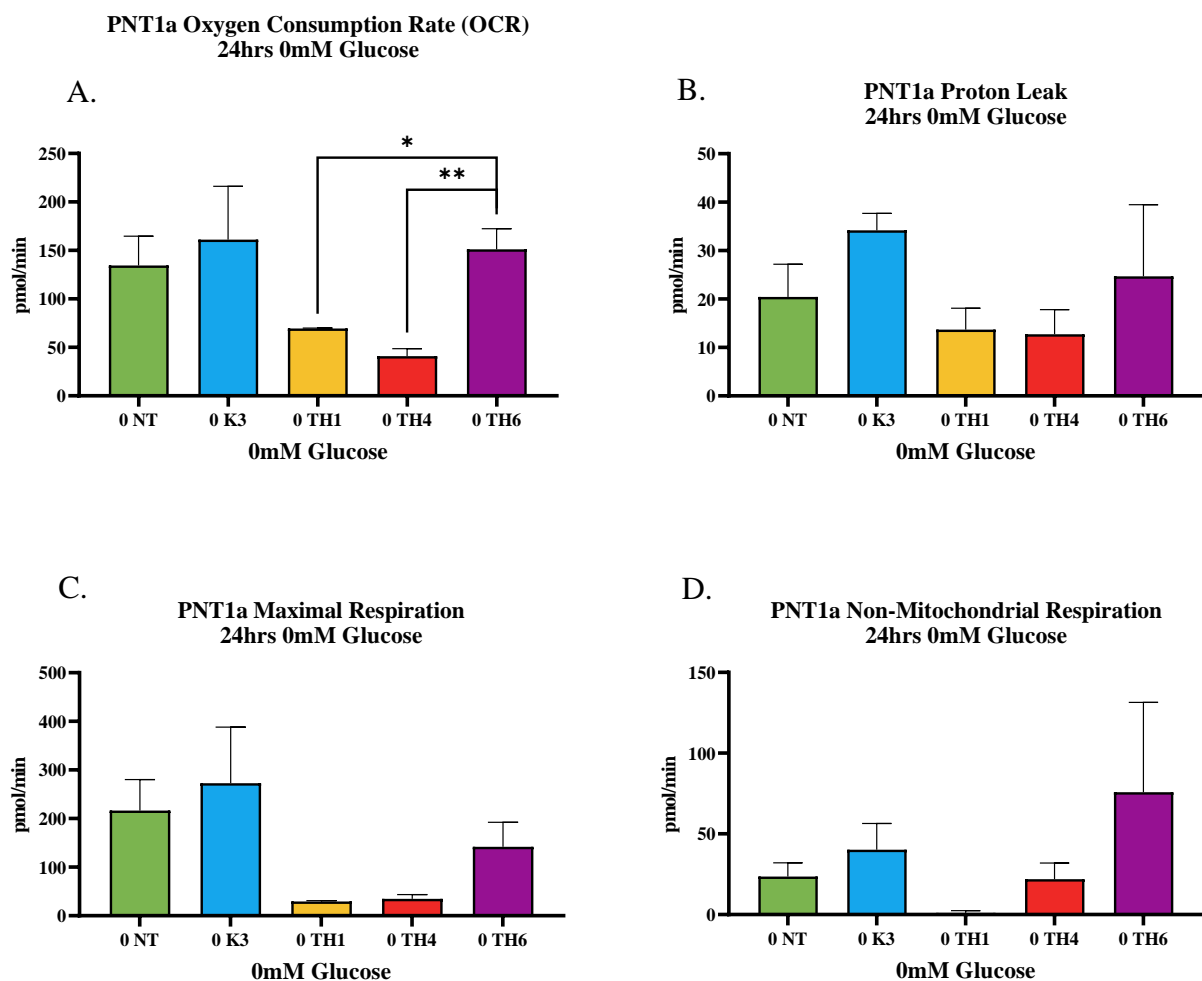 PNT1a Oxygen Consumption Rate (OCR)
24hrs 0mM Glucose
A.
250
200
150
100
50
0
pmol/min
*
**
0 NT
0 K3
0 TH1
0 TH4
0 TH6
0mM Glucose
B.
PNT1a Proton Leak
24hrs 0mM Glucose
50
40
30
20
10
0
pmol/min
0 NT
0 K3
0 TH1
0 TH4
0 TH6
0mM Glucose
C.
PNT1a Maximal Respiration
24hrs 0mM Glucose
500
400
300
200
100
0
pmol/min
0 NT
0 K3
0 TH1
0 TH4
0 TH6
0mM Glucose
D.
PNT1a Non-Mitochondrial Respiration
24hrs 0mM Glucose
150
100
50
0
pmol/min
0 NT
0 K3
0 TH1
0 TH4
0 TH6
0mM Glucose